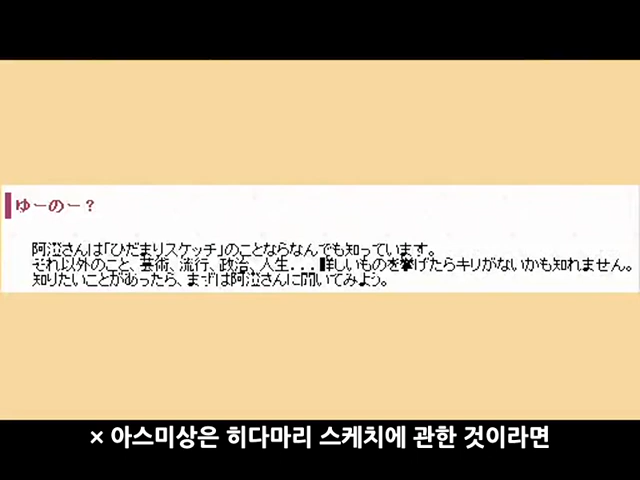 ゆーのー？
阿澄さんは「ひだまりスケッチ」のことならなんでも知っています。
それ以外のこと、芸術、流行、政治、人生...詳しいものを挙げたらキリがないかも知れません。
知りたいことがあったら、まずは阿澄さんに聞いてみよう。
× 아스미상은 히다마리 스케치에 관한 것이라면